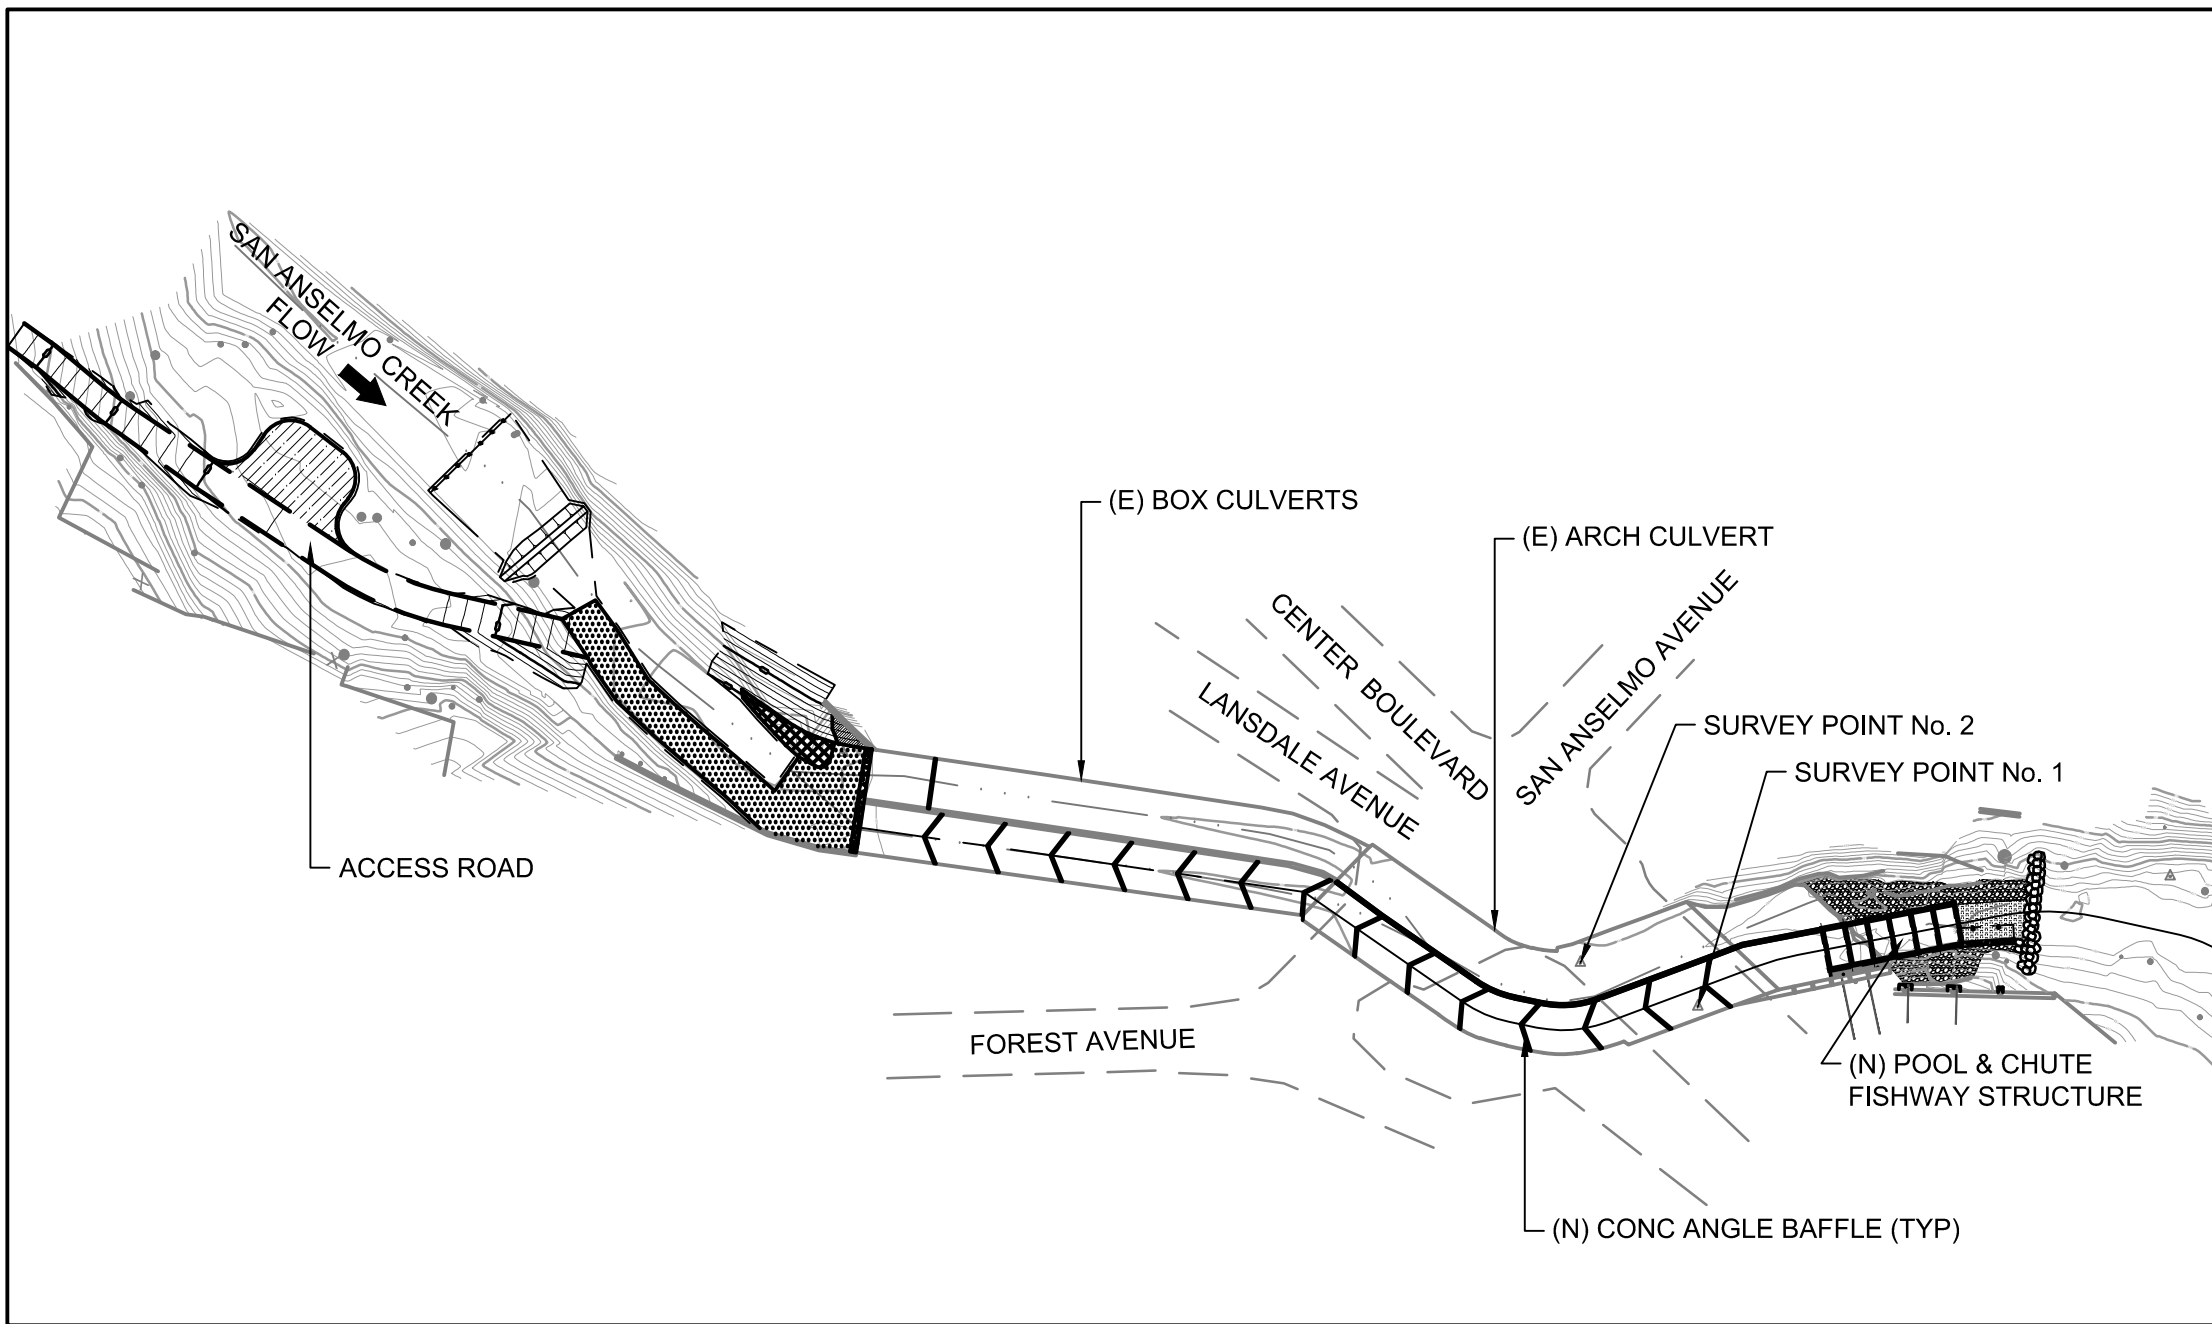 SAN ANSELMO CREEK
FLOW
(E) BOX CULVERTS
(E) ARCH CULVERT
CENTER BOULEVARD
SAN ANSELMO AVENUE
LANSDALE AVENUE
SURVEY POINT No. 2
SURVEY POINT No. 1
ACCESS ROAD
FOREST AVENUE
(N) POOL & CHUTE
FISHWAY STRUCTURE
(N) CONC ANGLE BAFFLE (TYP)